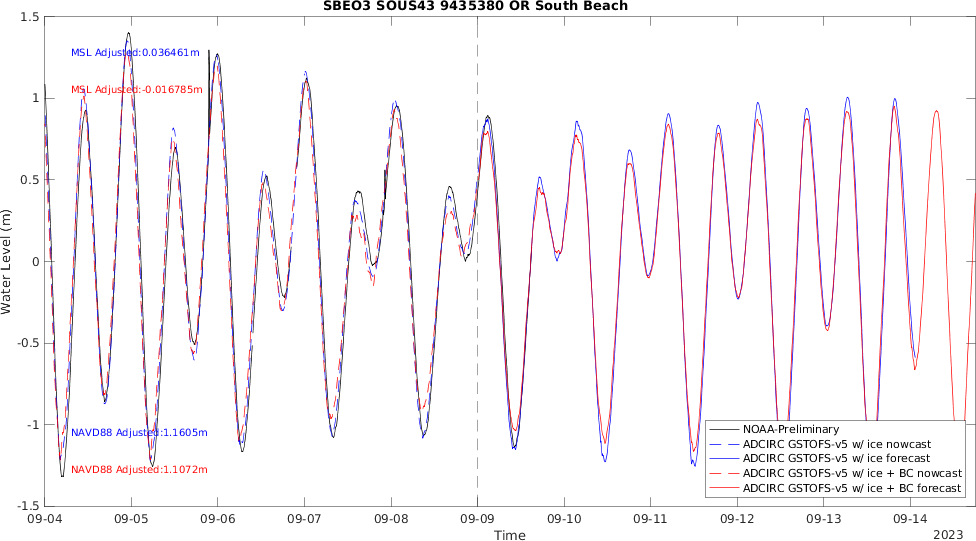 SBEO3 SOUS43 9435380 OR South Beach
1.5
1
0.5
0
-0.5
-1
-1.5
Water Level (m)
MSL Adjusted:0.036461m
MSL Adjusted:-0.016785m
NAVD88 Adjusted:1.1605m
NAVD88 Adjusted:1.1072m
NOAA-Preliminary
ADCIRC GSTOFS-v5 w/ ice nowcast
ADCIRC GSTOFS-v5 w/ ice forecast
ADCIRC GSTOFS-v5 w/ ice + BC nowcast
ADCIRC GSTOFS-v5 w/ ice + BC forecast
09-04 09-05 09-06 09-07 09-08 09-09 09-10 09-11 09-12 09-13 09-14
Time
2023